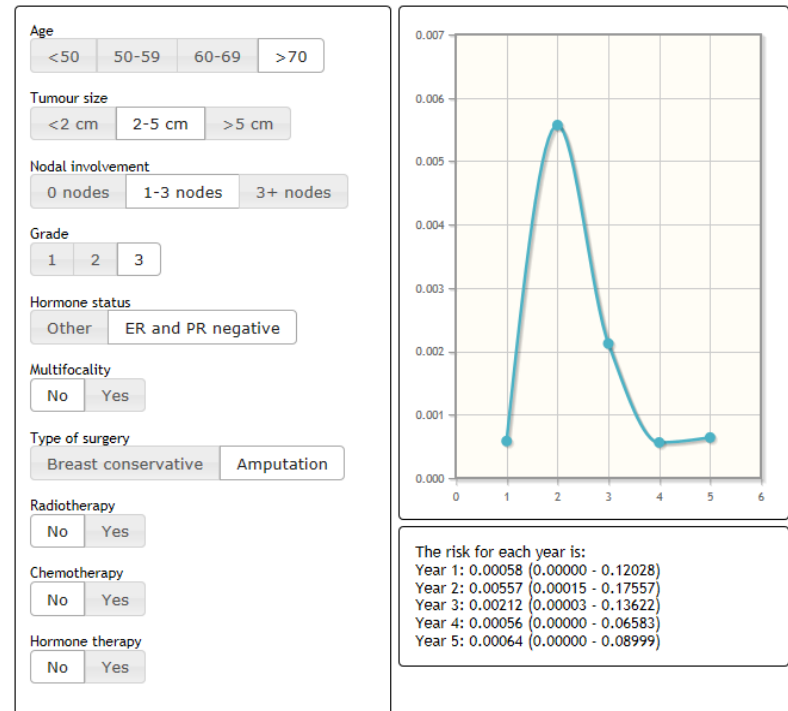 Age
<50 50-59 60-69 >70
Tumour size
<2 cm 2-5 cm >5 cm
Nodal involvement
0 nodes 1-3 nodes 3+ nodes
Grade
1 2 3
Hormone status
Other ER and PR negative
Multifocality
No Yes
Type of surgery
Breast conservative Amputation
Radiotherapy
No Yes
Chemotherapy
No Yes
Hormone therapy
No Yes
0.007
0.006
0.005
0.004
0.003
0.002
0.001
0.000
0 1 2 3 4 5 6
The risk for each year is:
Year 1: 0.00058 (0.00000 - 0.12028)
Year 2: 0.00557 (0.00015 - 0.17557)
Year 3: 0.00212 (0.00003 - 0.13622)
Year 4: 0.00056 (0.00000 - 0.06583)
Year 5: 0.00064 (0.00000 - 0.08999)